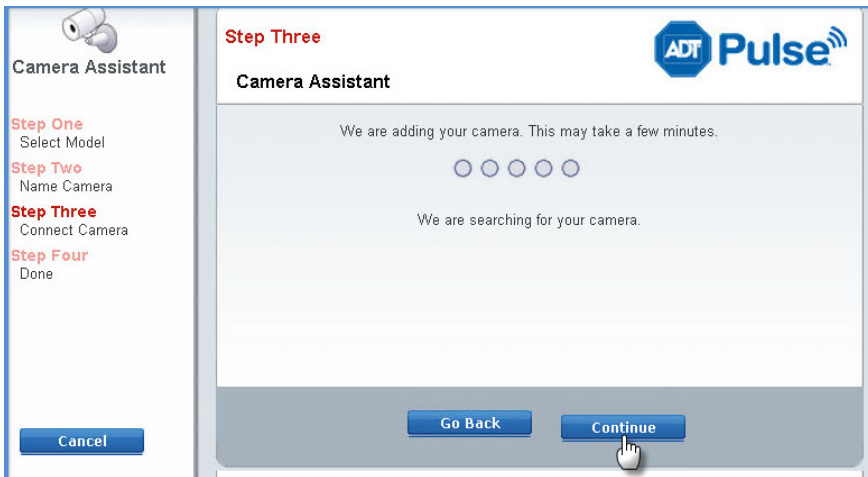 Camera Assistant
Step One
Select Model
Step Two
Name Camera
Step Three
Connect Camera
Step Four
Done
Cancel
Step Three
ADT Pulse
Camera Assistant
We are adding your camera. This may take a few minutes.
We are searching for your camera.
Go Back
Continue